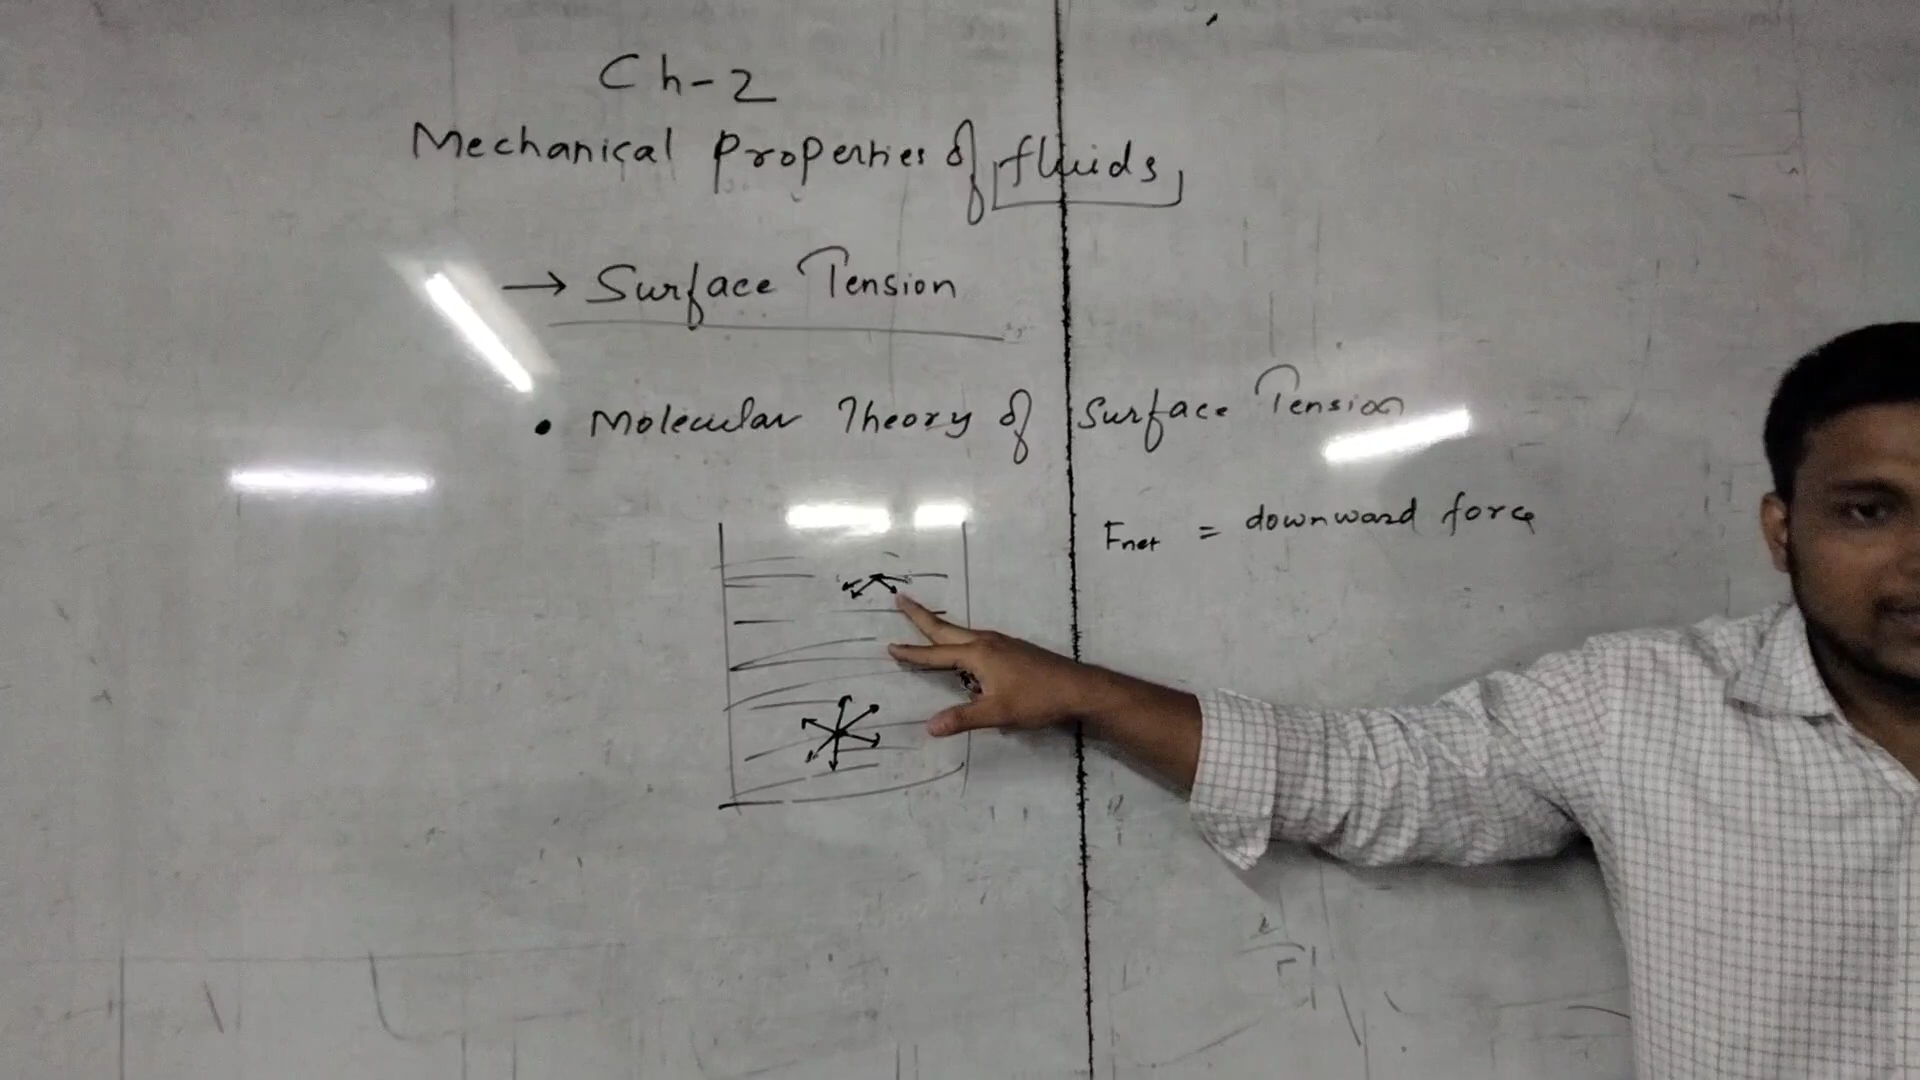 Ch-2
Mechanical Properties of fluids
→ Surface Tension
• Molecular Theory of Surface Tension
Fnet = downward force